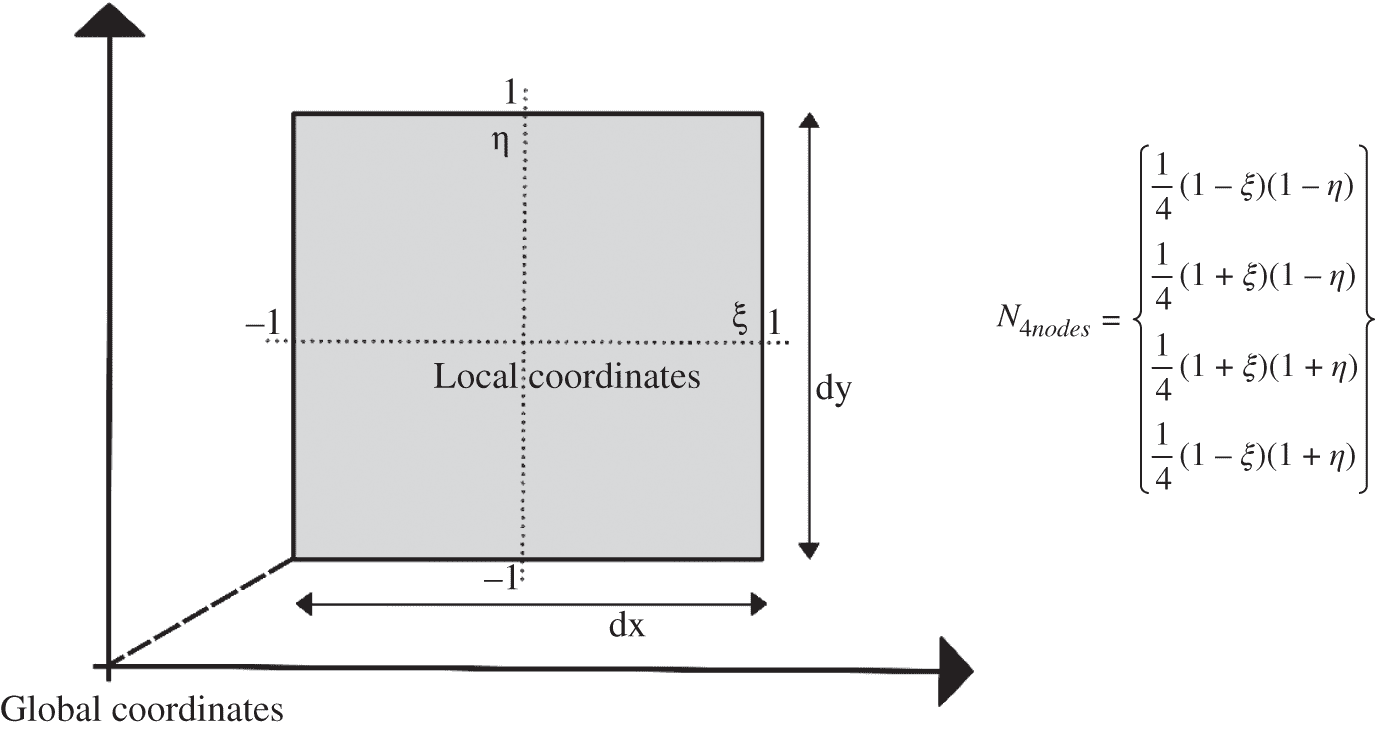 1
η
–1
ξ
1
Local coordinates
dy
–1
dx
Global coordinates
N4nodes = {
1/4 (1 – ξ)(1 – η)
1/4 (1 + ξ)(1 – η)
1/4 (1 + ξ)(1 + η)
1/4 (1 – ξ)(1 + η)
}